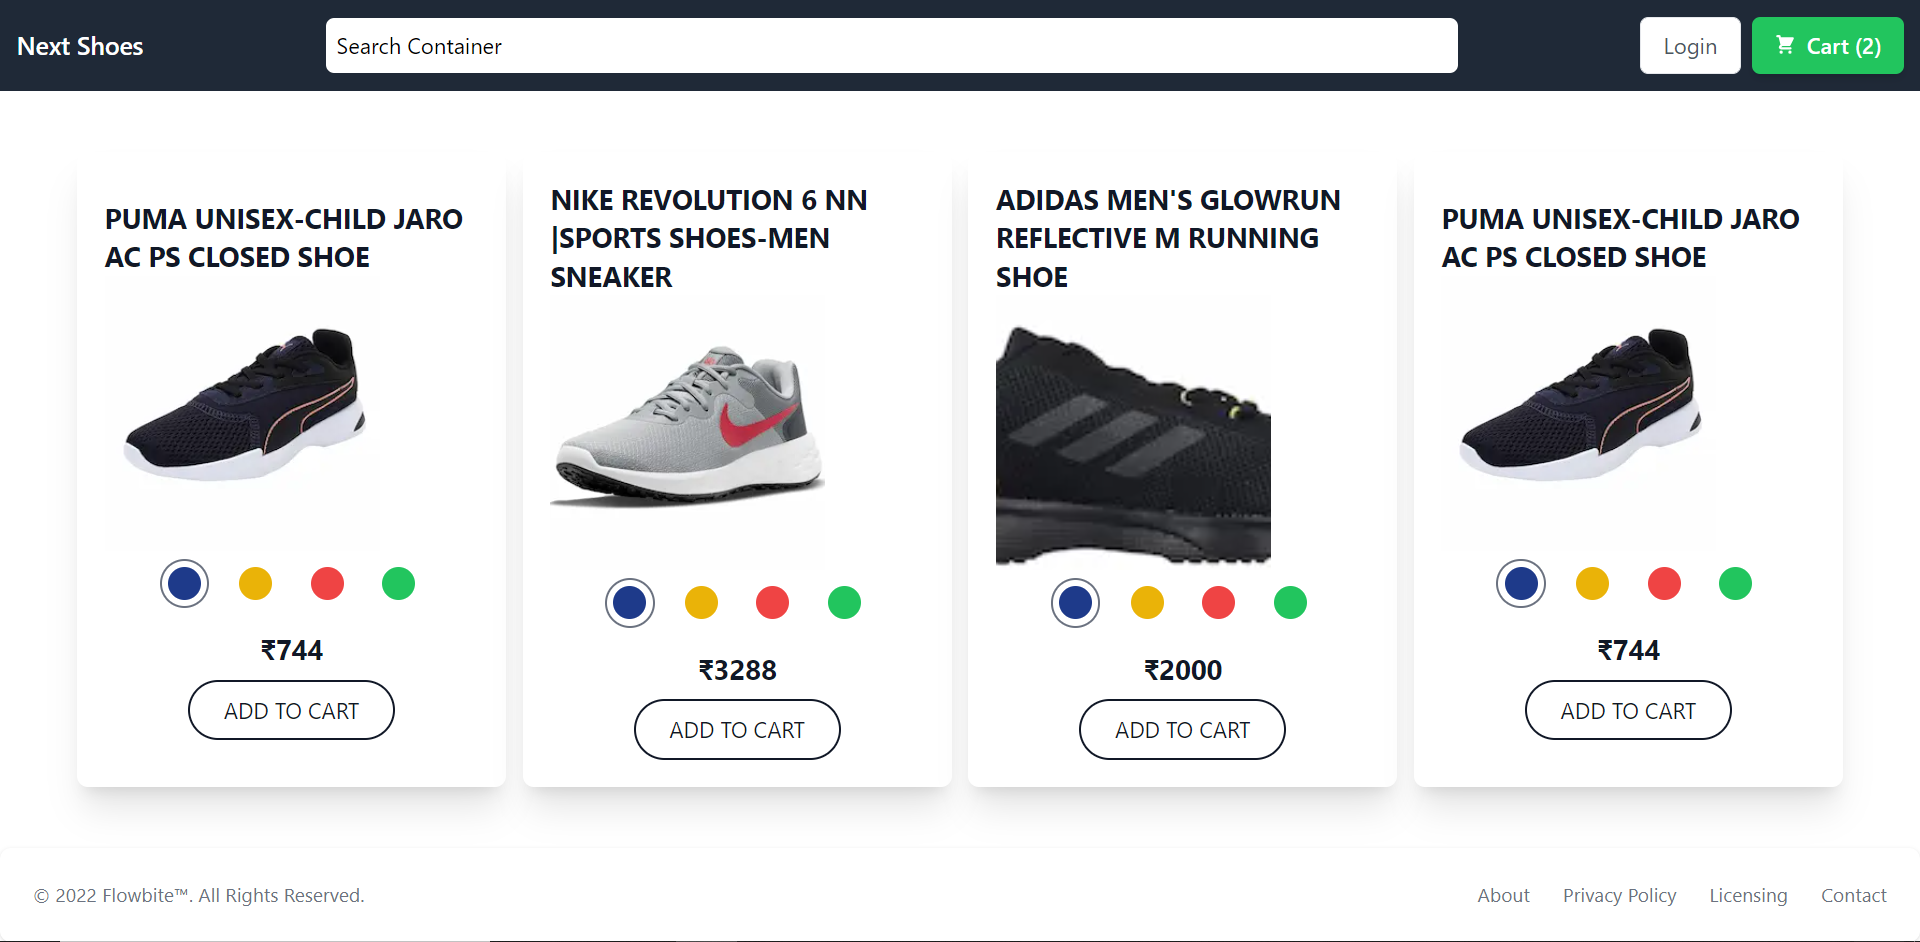 Next Shoes
Search Container
Login
Cart (2)
PUMA UNISEX-CHILD JARO
AC PS CLOSED SHOE
₹744
ADD TO CART
NIKE REVOLUTION 6 NN
|SPORTS SHOES-MEN
SNEAKER
₹3288
ADD TO CART
ADIDAS MEN'S GLOWRUN
REFLECTIVE M RUNNING
SHOE
₹2000
ADD TO CART
PUMA UNISEX-CHILD JARO
AC PS CLOSED SHOE
₹744
ADD TO CART
© 2022 Flowbite™. All Rights Reserved.
About
Privacy Policy
Licensing
Contact